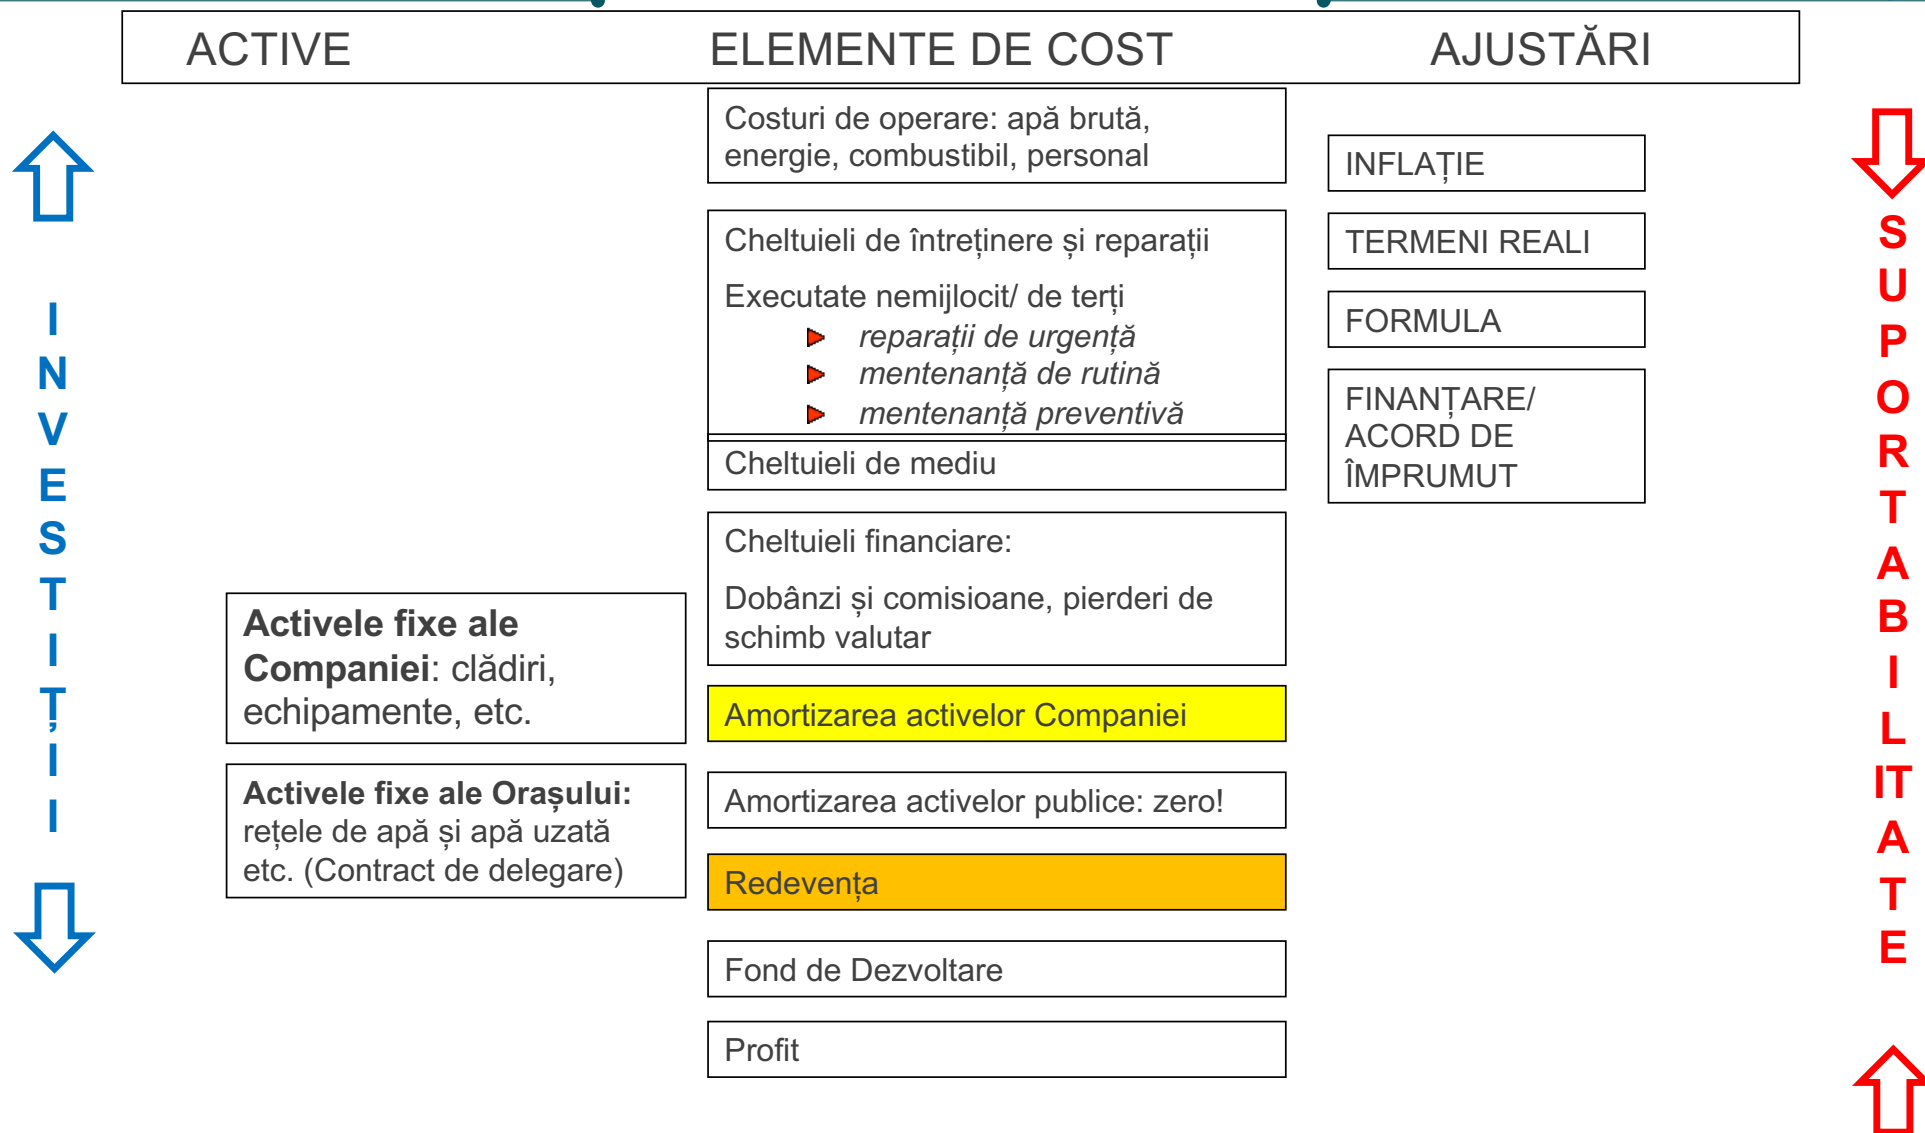 ACTIVE ELEMENTE DE COST AJUSTĂRI
INVESTIȚII
Activele fixe ale
Companiei: clădiri,
echipamente, etc.
Activele fixe ale Orașului:
rețele de apă și apă uzată
etc. (Contract de delegare)
Costuri de operare: apă brută,
energie, combustibil, personal
Cheltuieli de întreținere și reparații
Executate nemijlocit/ de terți
reparații de urgență
mentenanță de rutină
mentenanță preventivă
Cheltuieli de mediu
Cheltuieli financiare:
Dobânzi și comisioane, pierderi de
schimb valutar
Amortizarea activelor Companiei
Amortizarea activelor publice: zero!
Redevența
Fond de Dezvoltare
Profit
INFLAȚIE
TERMENI REALI
FORMULA
FINANȚARE/
ACORD DE
ÎMPRUMUT
SUPORTABILITATE